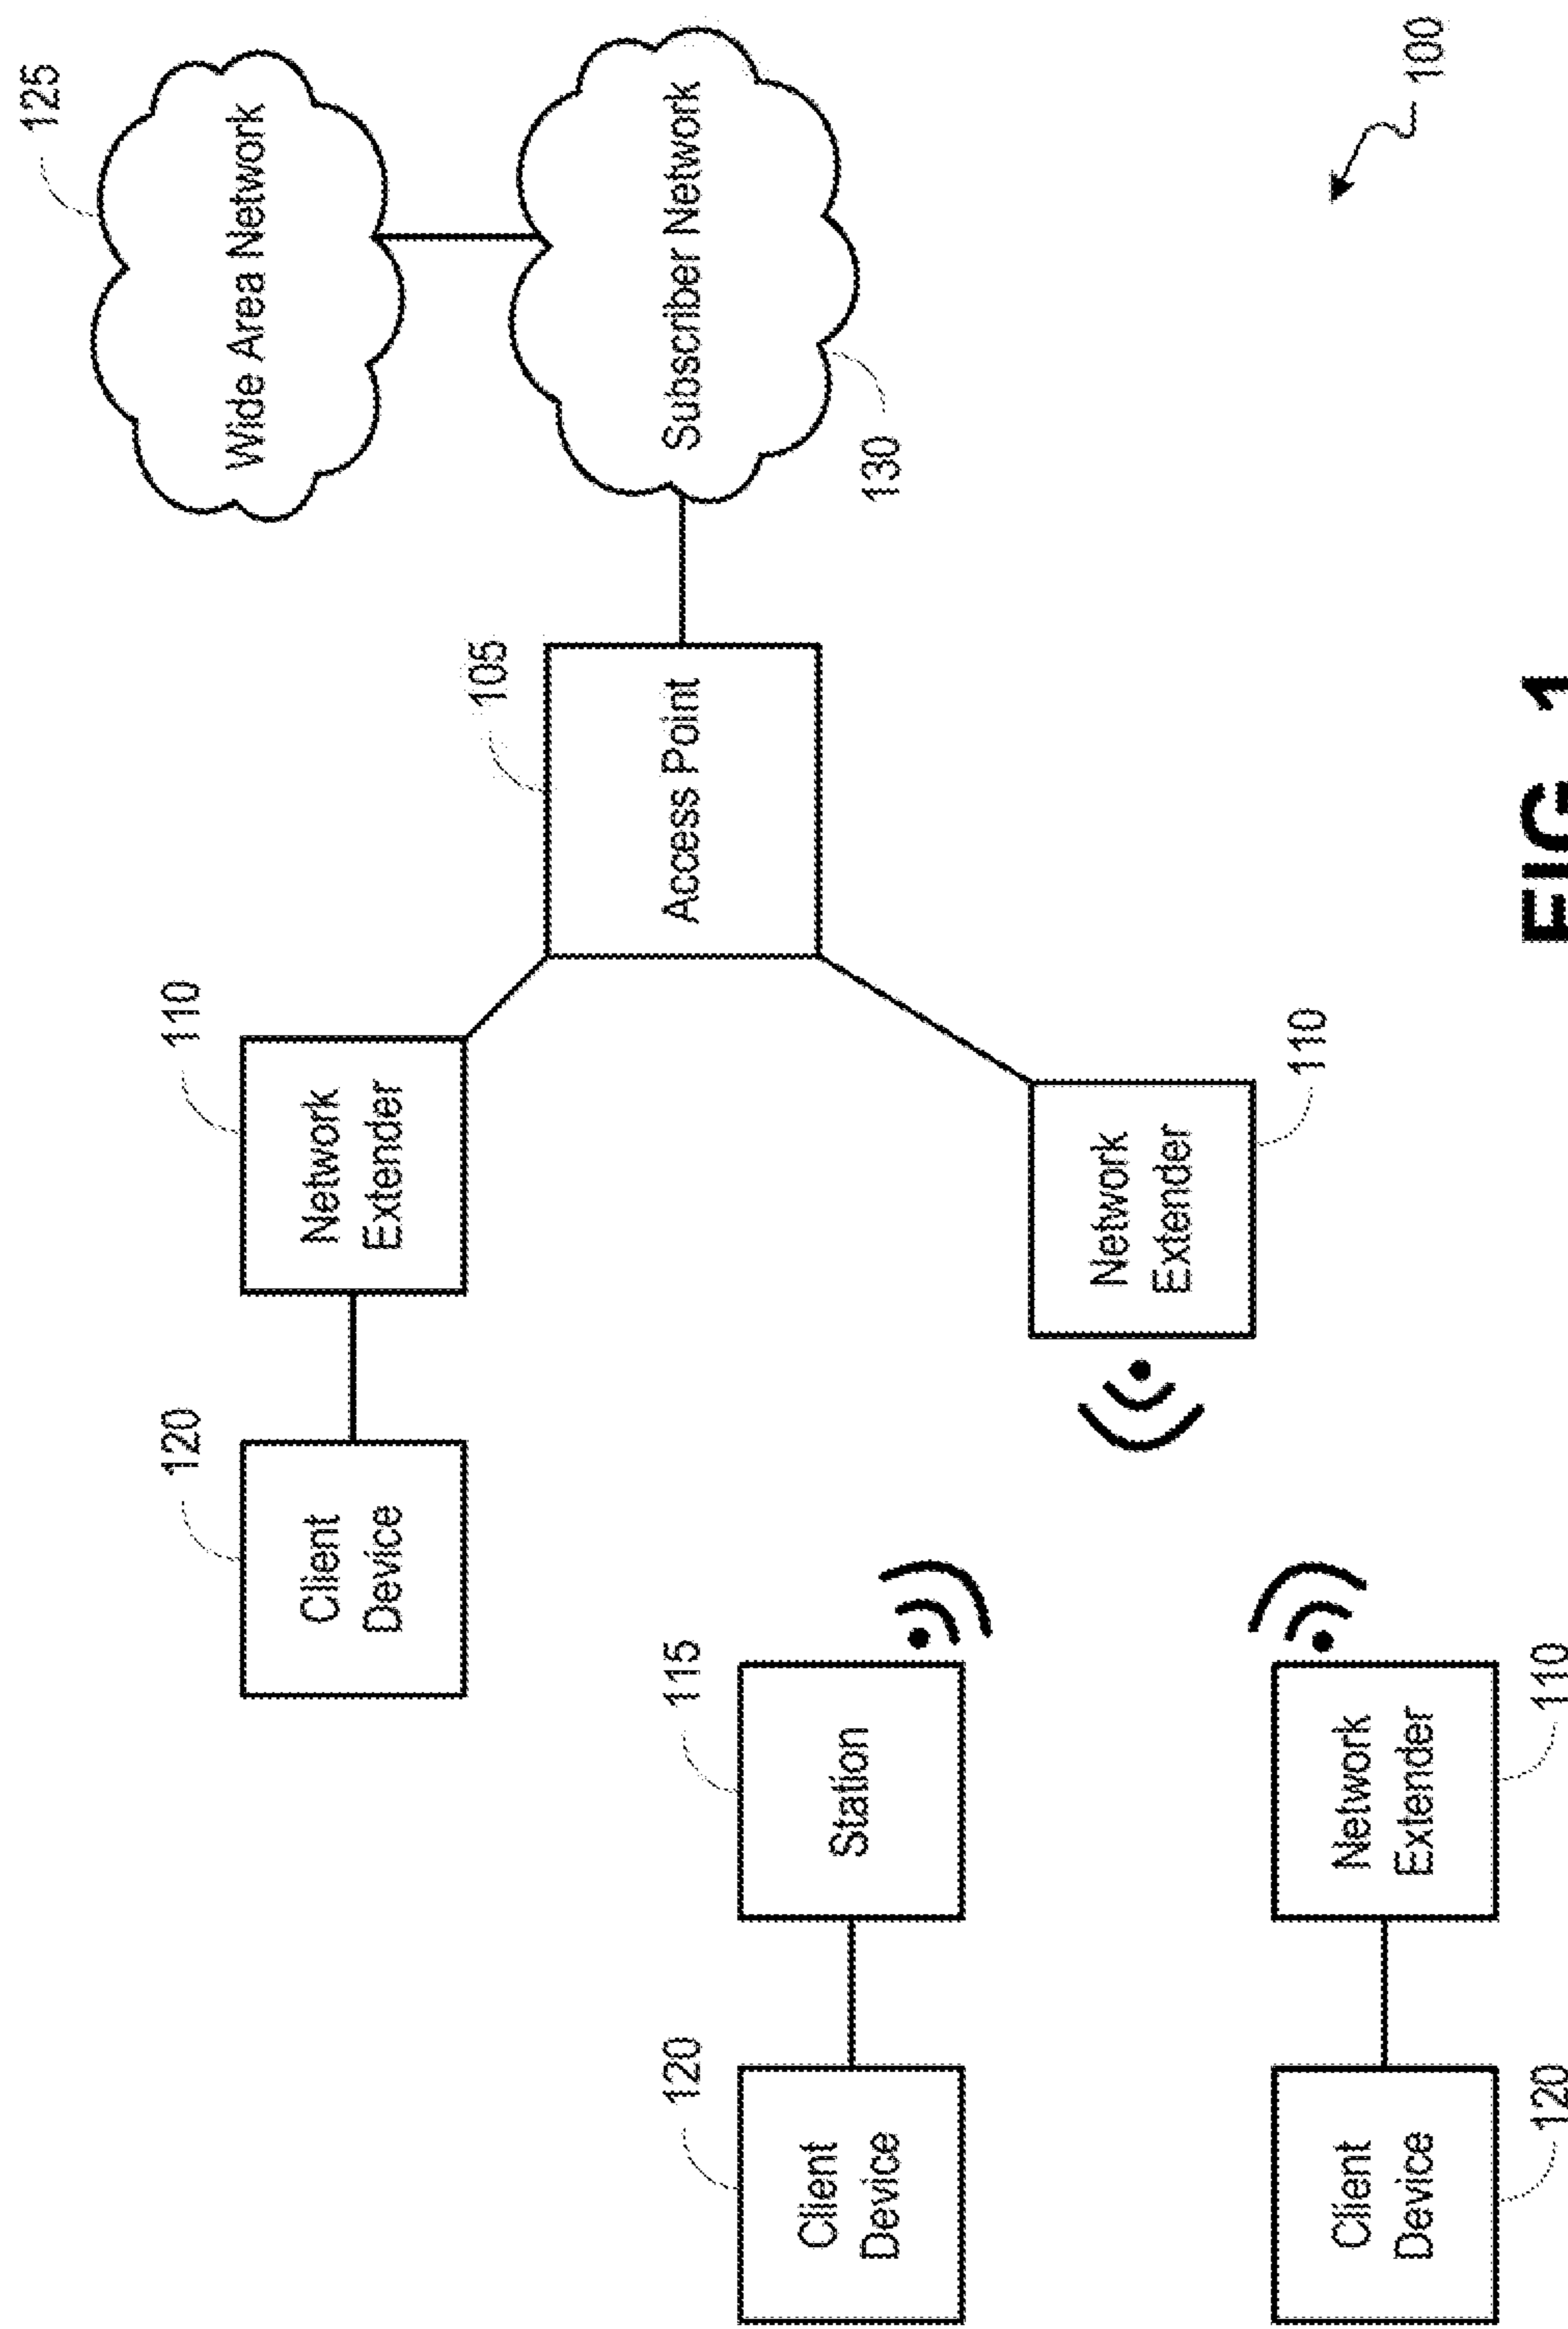 125
Wide Area Network
110
120
Client
Device
Network
Extender
105
Access Point
Subscriber Network
130
120
115
Client
Device
Station
Network
Extender
110
Client
Device
Network
Extender
120
110
100
FIG. 1